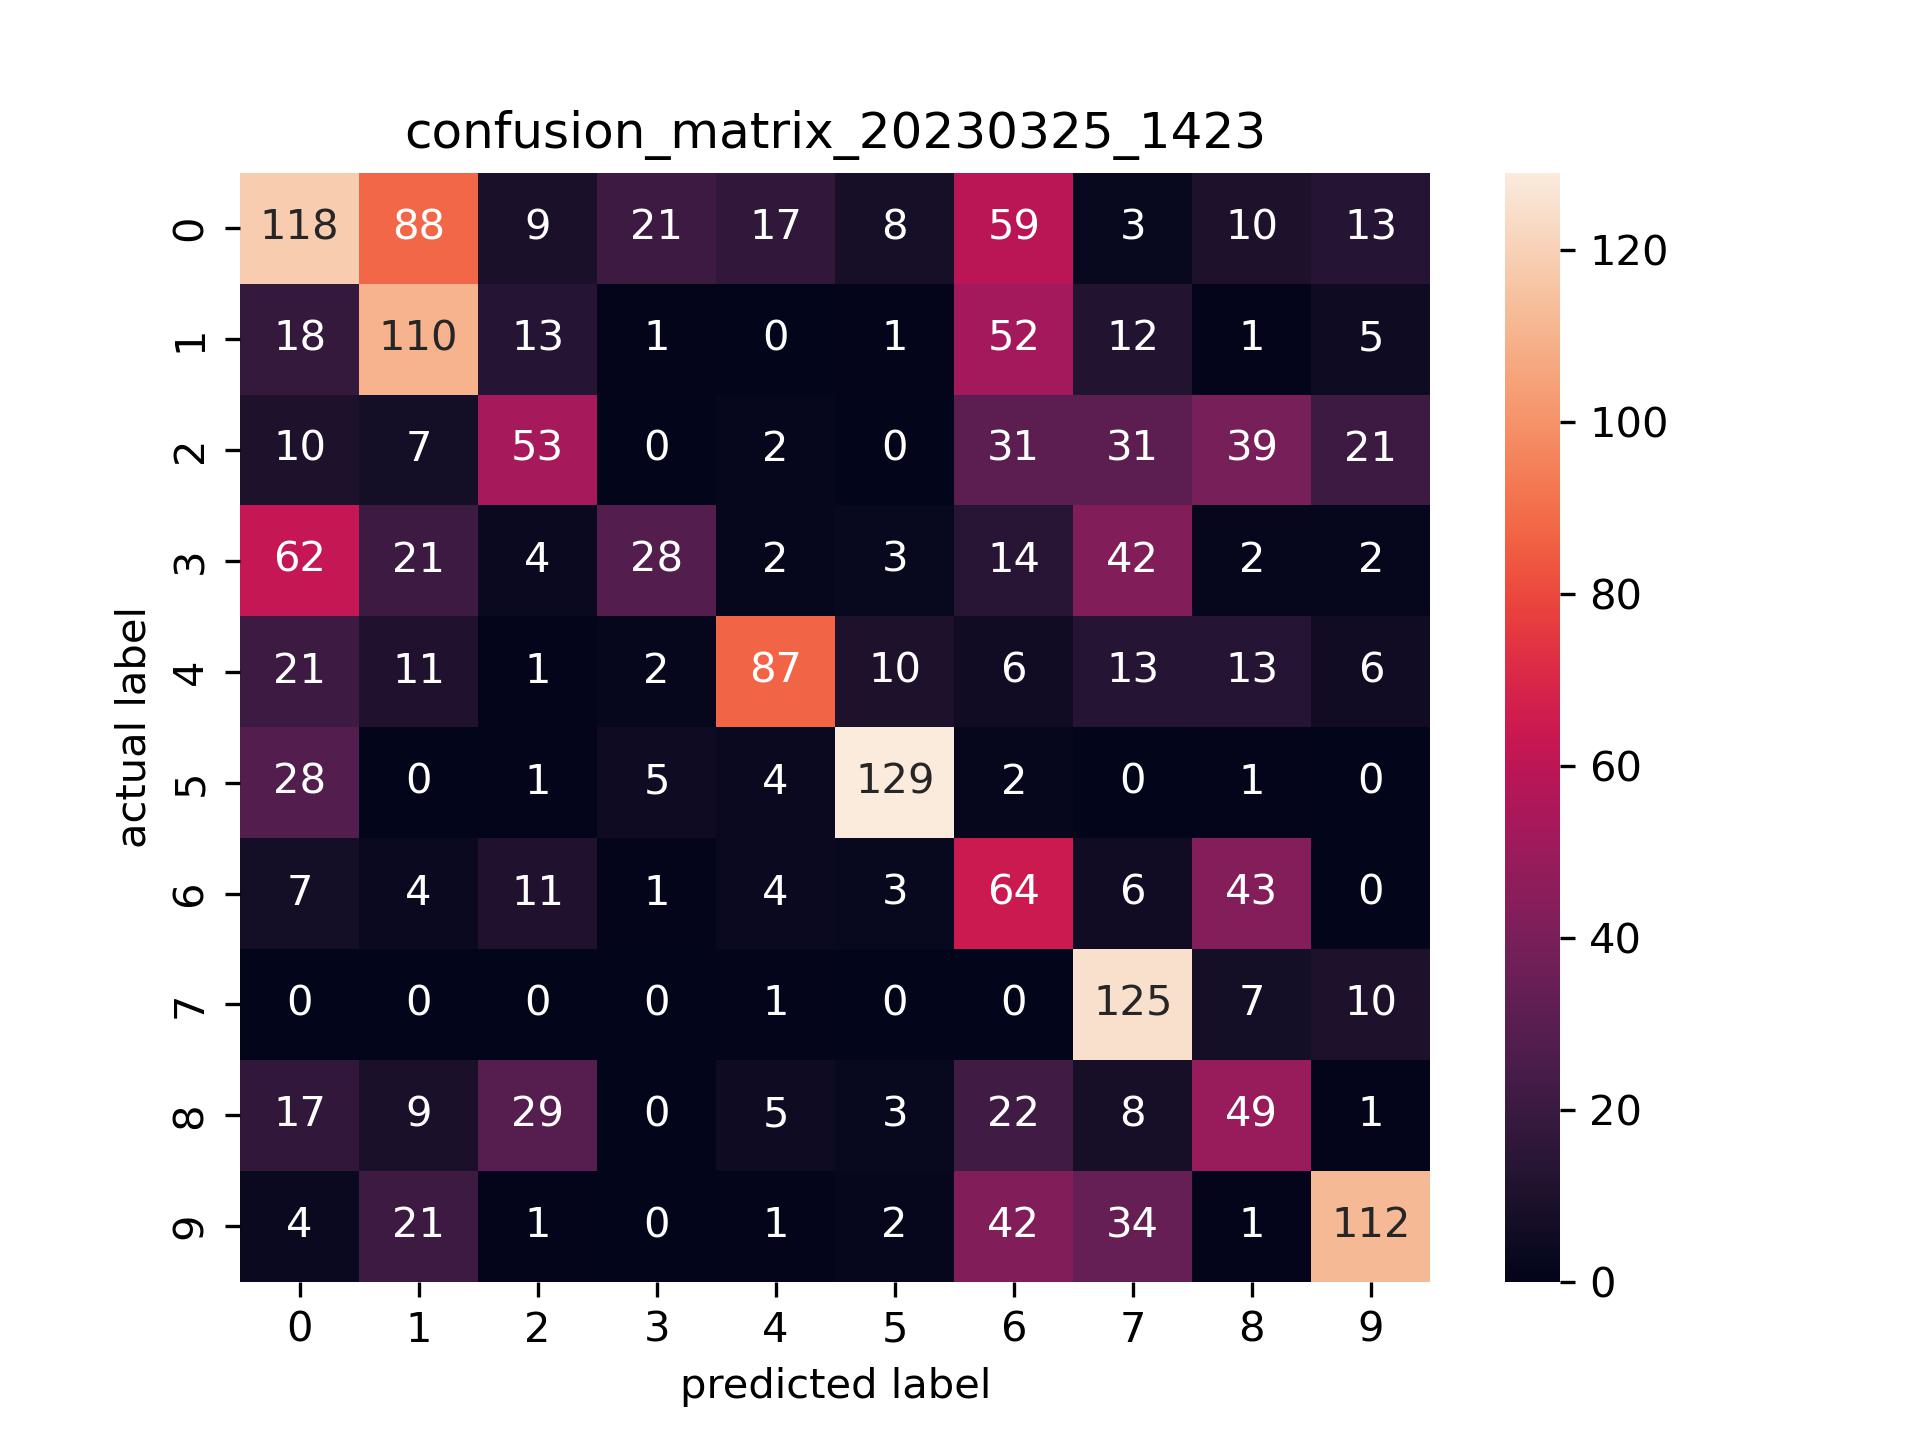 confusion_matrix_20230325_1423
0 118 88 9 21 17 8 59 3 10 13
1 18 110 13 1 0 1 52 12 1 5
2 10 7 53 0 2 0 31 31 39 21
3 62 21 4 28 2 3 14 42 2 2
4 21 11 1 2 87 10 6 13 13 6
5 28 0 1 5 4 129 2 0 1 0
6 7 4 11 1 4 3 64 6 43 0
7 0 0 0 0 1 0 0 125 7 10
8 17 9 29 0 5 3 22 8 49 1
9 4 21 1 0 1 2 42 34 1 112
0 1 2 3 4 5 6 7 8 9
predicted label
actual label
120
100
80
60
40
20
0